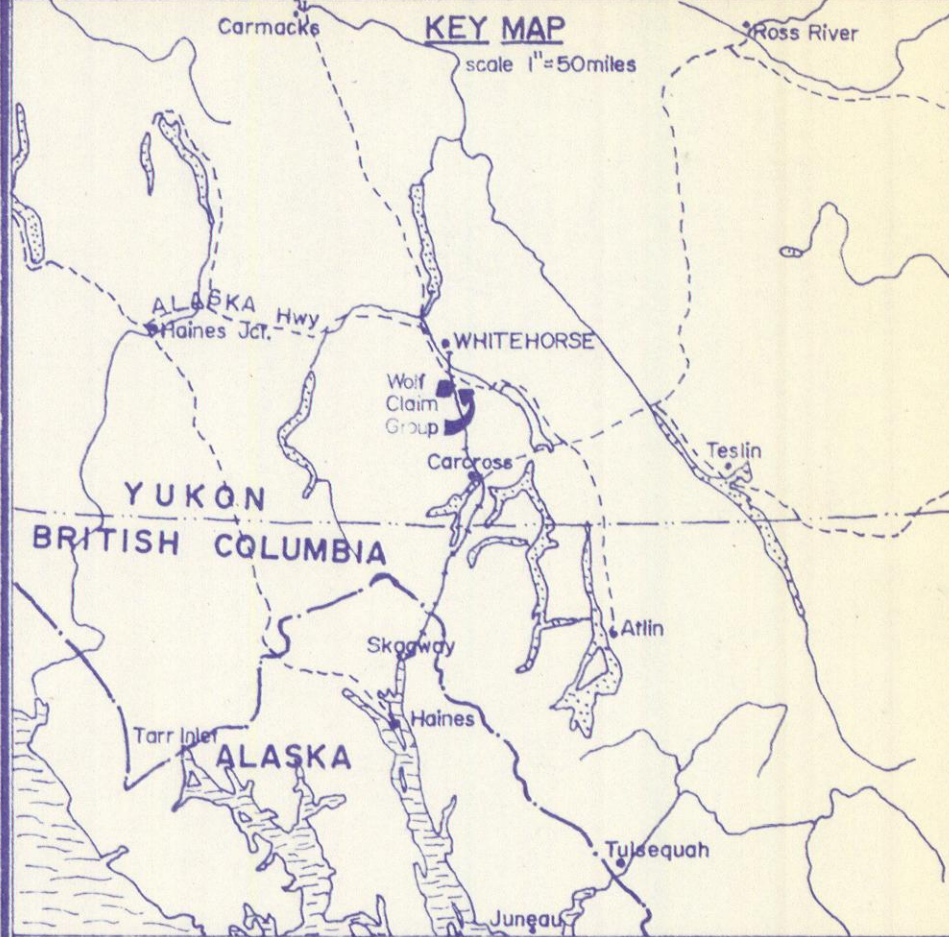 Carmacks
KEY MAP
scale 1"=50miles
Ross River
ALASKA Hwy
Haines Jct.
WHITEHORSE
Wolf
Claim
Group
Carcross
Teslin
YUKON
BRITISH COLUMBIA
Atlin
Skagway
Haines
Tarr Inlet
ALASKA
Tulsequah
Juneau